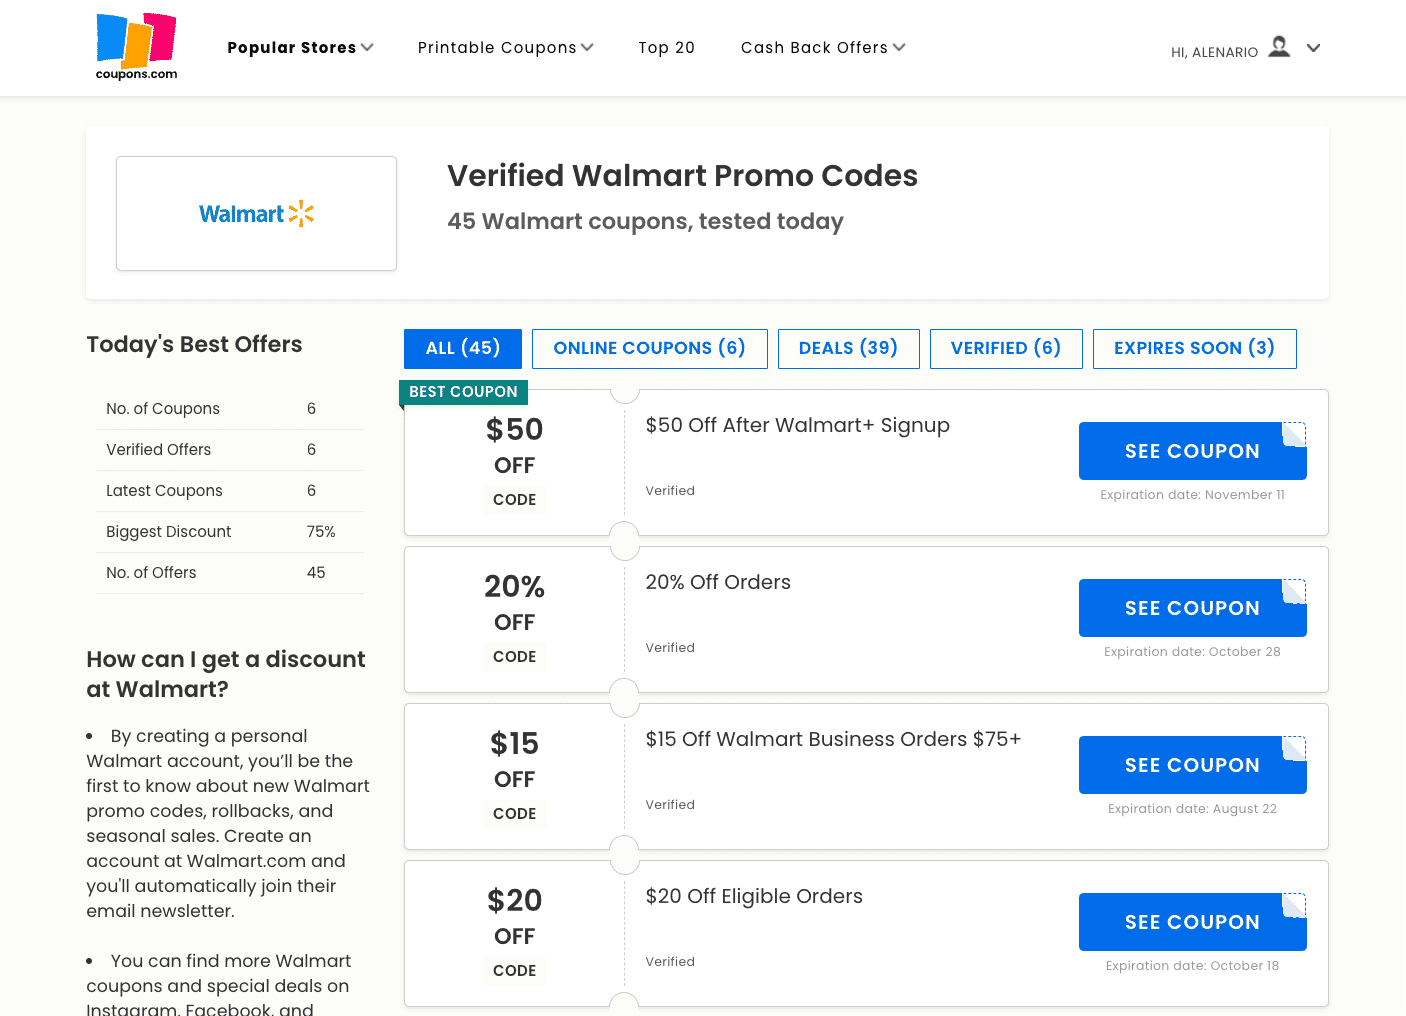 coupons.com
Popular Stores
Printable Coupons
Top 20
Cash Back Offers
HI, ALENARIO
Walmart
Verified Walmart Promo Codes
45 Walmart coupons, tested today
Today's Best Offers
No. of Coupons 6
Verified Offers 6
Latest Coupons 6
Biggest Discount 75%
No. of Offers 45
How can I get a discount
at Walmart?
• By creating a personal
Walmart account, you’ll be the
first to know about new Walmart
promo codes, rollbacks, and
seasonal sales. Create an
account at Walmart.com and
you'll automatically join their
email newsletter.
• You can find more Walmart
coupons and special deals on
Instagram, Facebook, and
ALL (45)
ONLINE COUPONS (6)
DEALS (39)
VERIFIED (6)
EXPIRES SOON (3)
BEST COUPON
$50
OFF
CODE
$50 Off After Walmart+ Signup
Verified
SEE COUPON
Expiration date: November 11
20%
OFF
CODE
20% Off Orders
Verified
SEE COUPON
Expiration date: October 28
$15
OFF
CODE
$15 Off Walmart Business Orders $75+
Verified
SEE COUPON
Expiration date: August 22
$20
OFF
CODE
$20 Off Eligible Orders
Verified
SEE COUPON
Expiration date: October 18